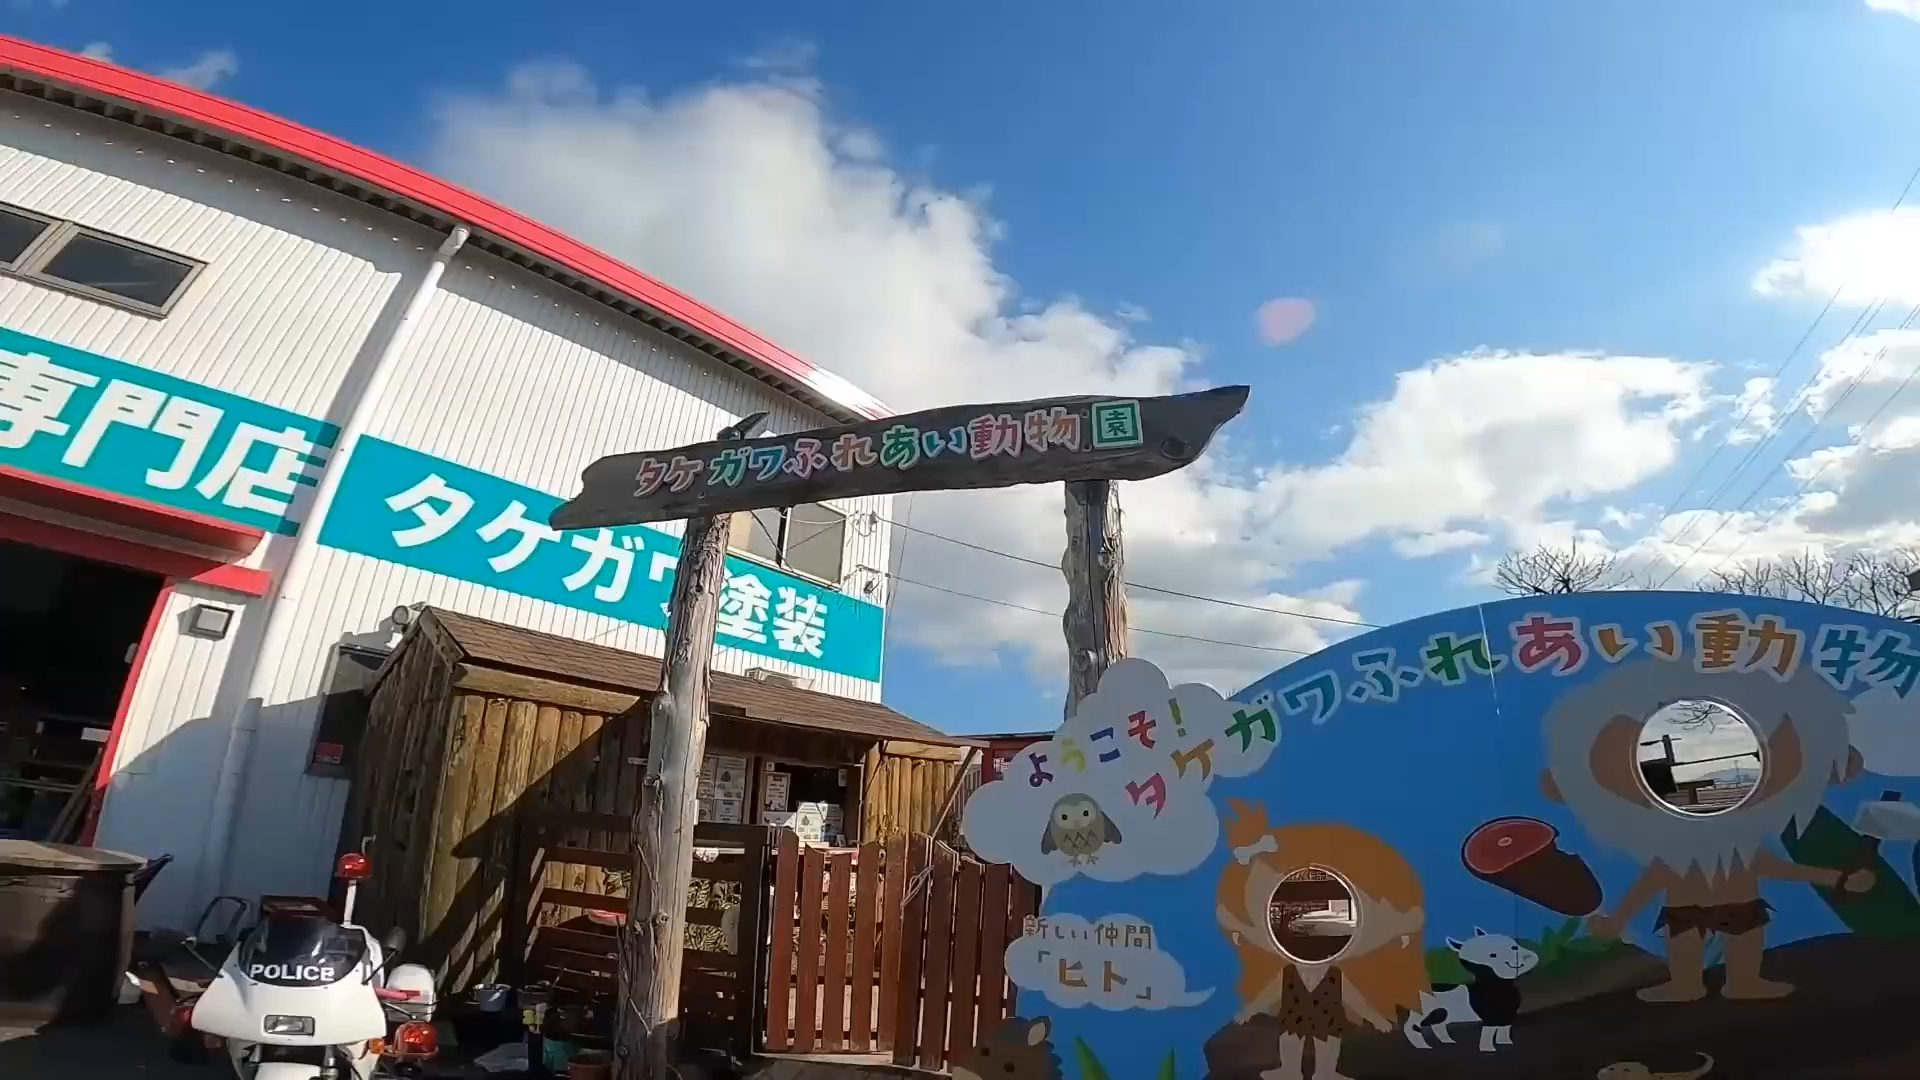 専門店
タケガワ塗装
タケガワふれあい動物園
ようこそ!
タケガワふれあい動物
新しい仲間
「ヒト」
POLICE